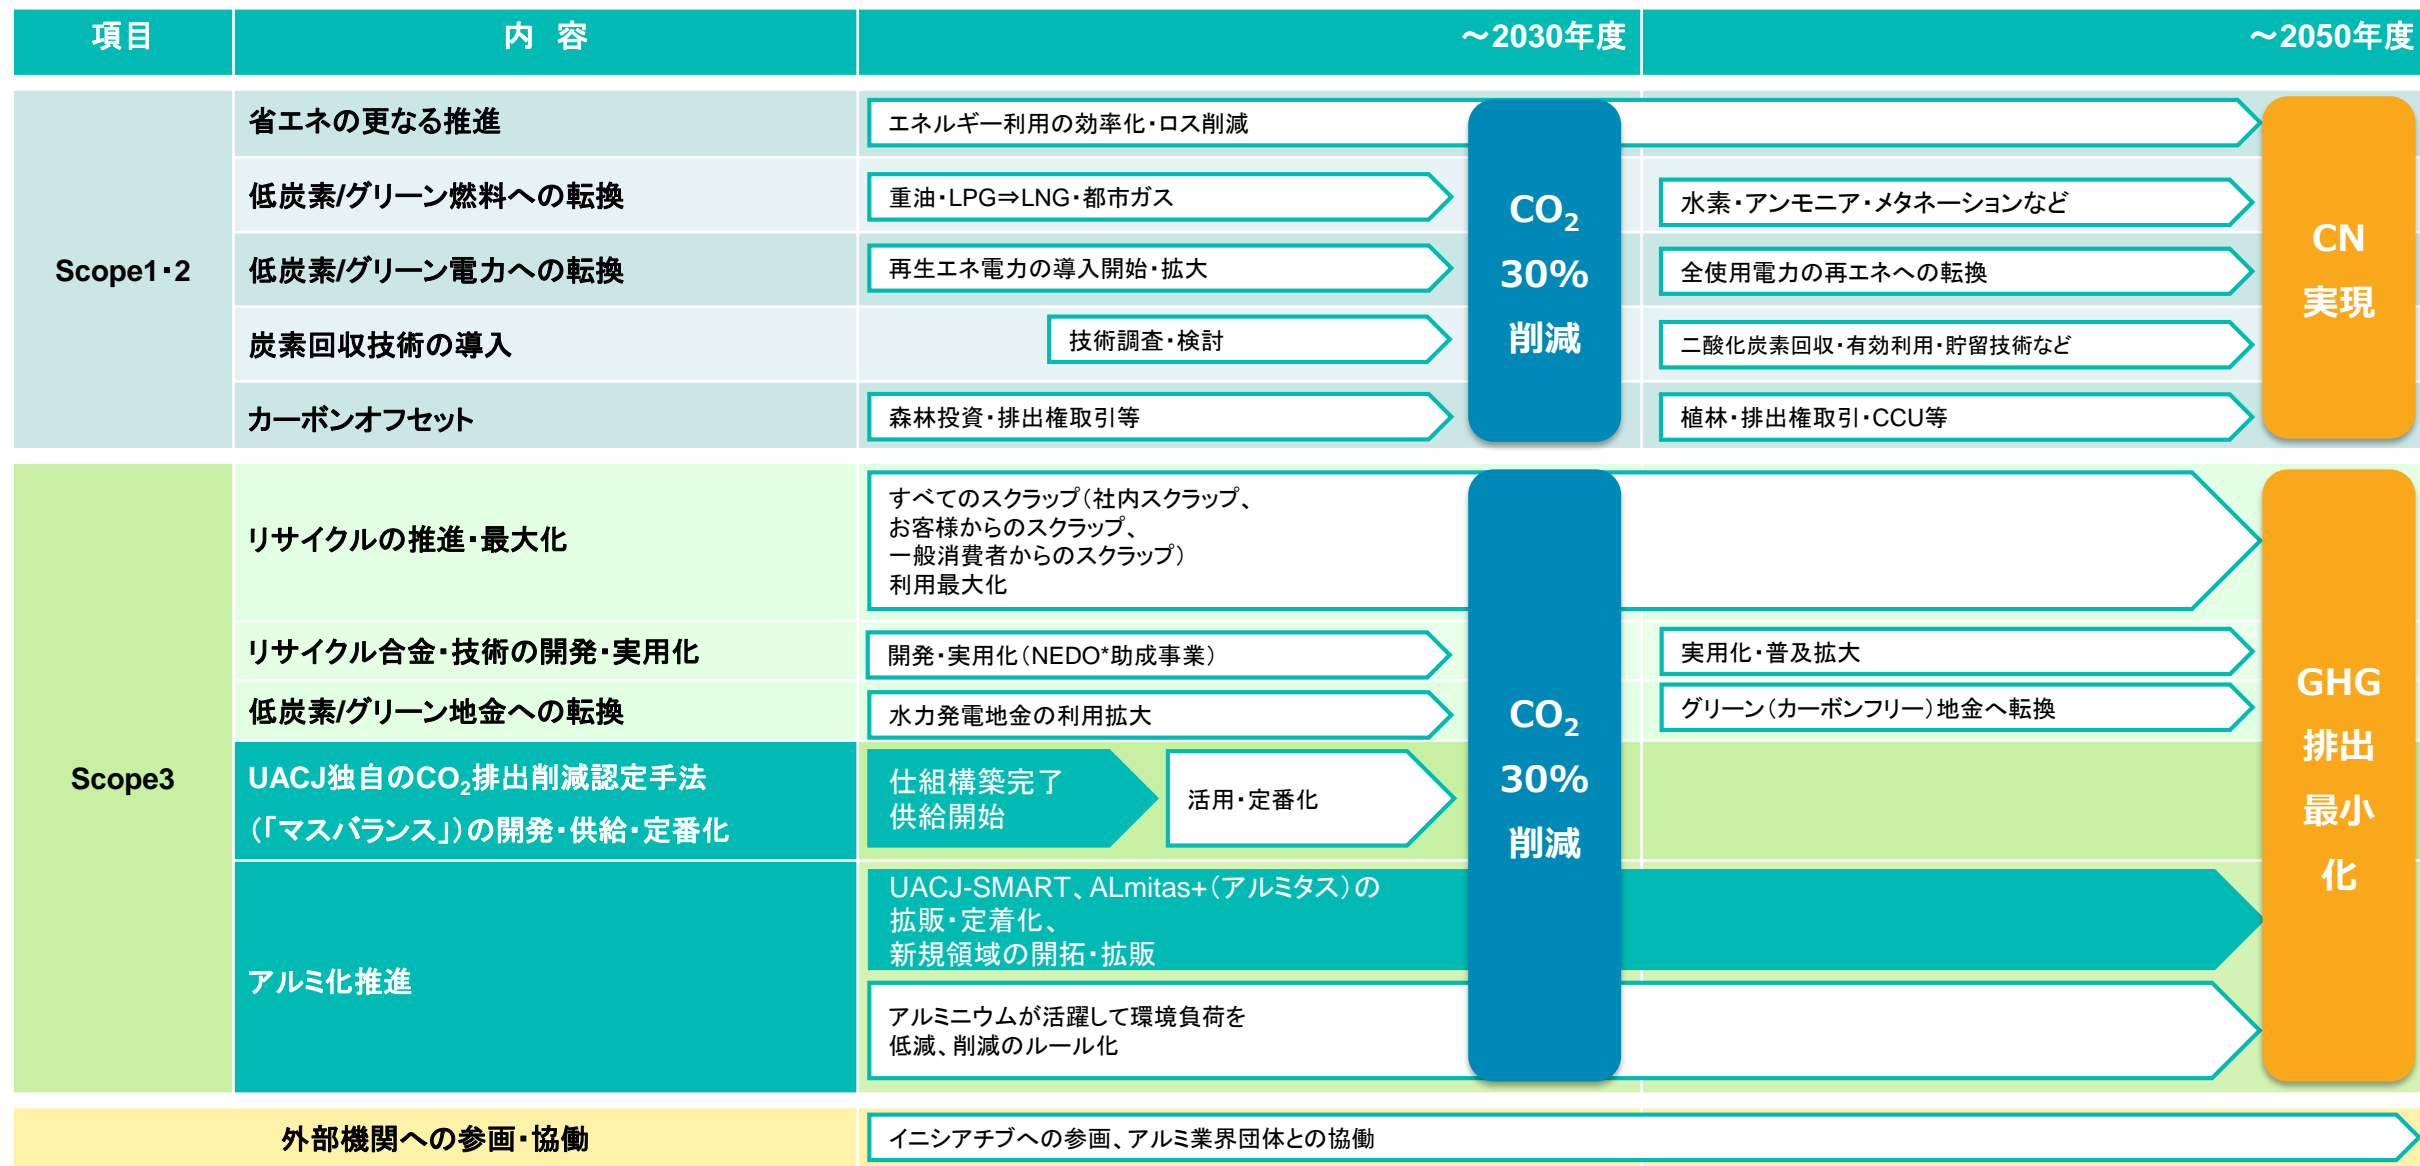 項目
内 容
～2030年度
～2050年度
Scope1・2
省エネの更なる推進
エネルギー利用の効率化・ロス削減
低炭素/グリーン燃料への転換
重油・LPG⇒LNG・都市ガス
水素・アンモニア・メタネーションなど
低炭素/グリーン電力への転換
再生エネ電力の導入開始・拡大
全使用電力の再エネへの転換
炭素回収技術の導入
技術調査・検討
二酸化炭素回収・有効利用・貯留技術など
カーボンオフセット
森林投資・排出権取引等
植林・排出権取引・CCU等
CO₂
30%
削減
CN
実現
Scope3
リサイクルの推進・最大化
すべてのスクラップ（社内スクラップ、
お客様からのスクラップ、
一般消費者からのスクラップ）
利用最大化
リサイクル合金・技術の開発・実用化
開発・実用化（NEDO*助成事業）
実用化・普及拡大
低炭素/グリーン地金への転換
水力発電地金の利用拡大
グリーン（カーボンフリー）地金へ転換
UACJ独自のCO₂排出削減認定手法
（「マスバランス」）の開発・供給・定番化
仕組構築完了
供給開始
活用・定番化
アルミ化推進
UACJ-SMART、ALmitas+（アルミタス）の
拡販・定着化、
新規領域の開拓・拡販
アルミニウムが活躍して環境負荷を
低減、削減のルール化
CO₂
30%
削減
GHG
排出
最小
化
外部機関への参画・協働
イニシアチブへの参画、アルミ業界団体との協働